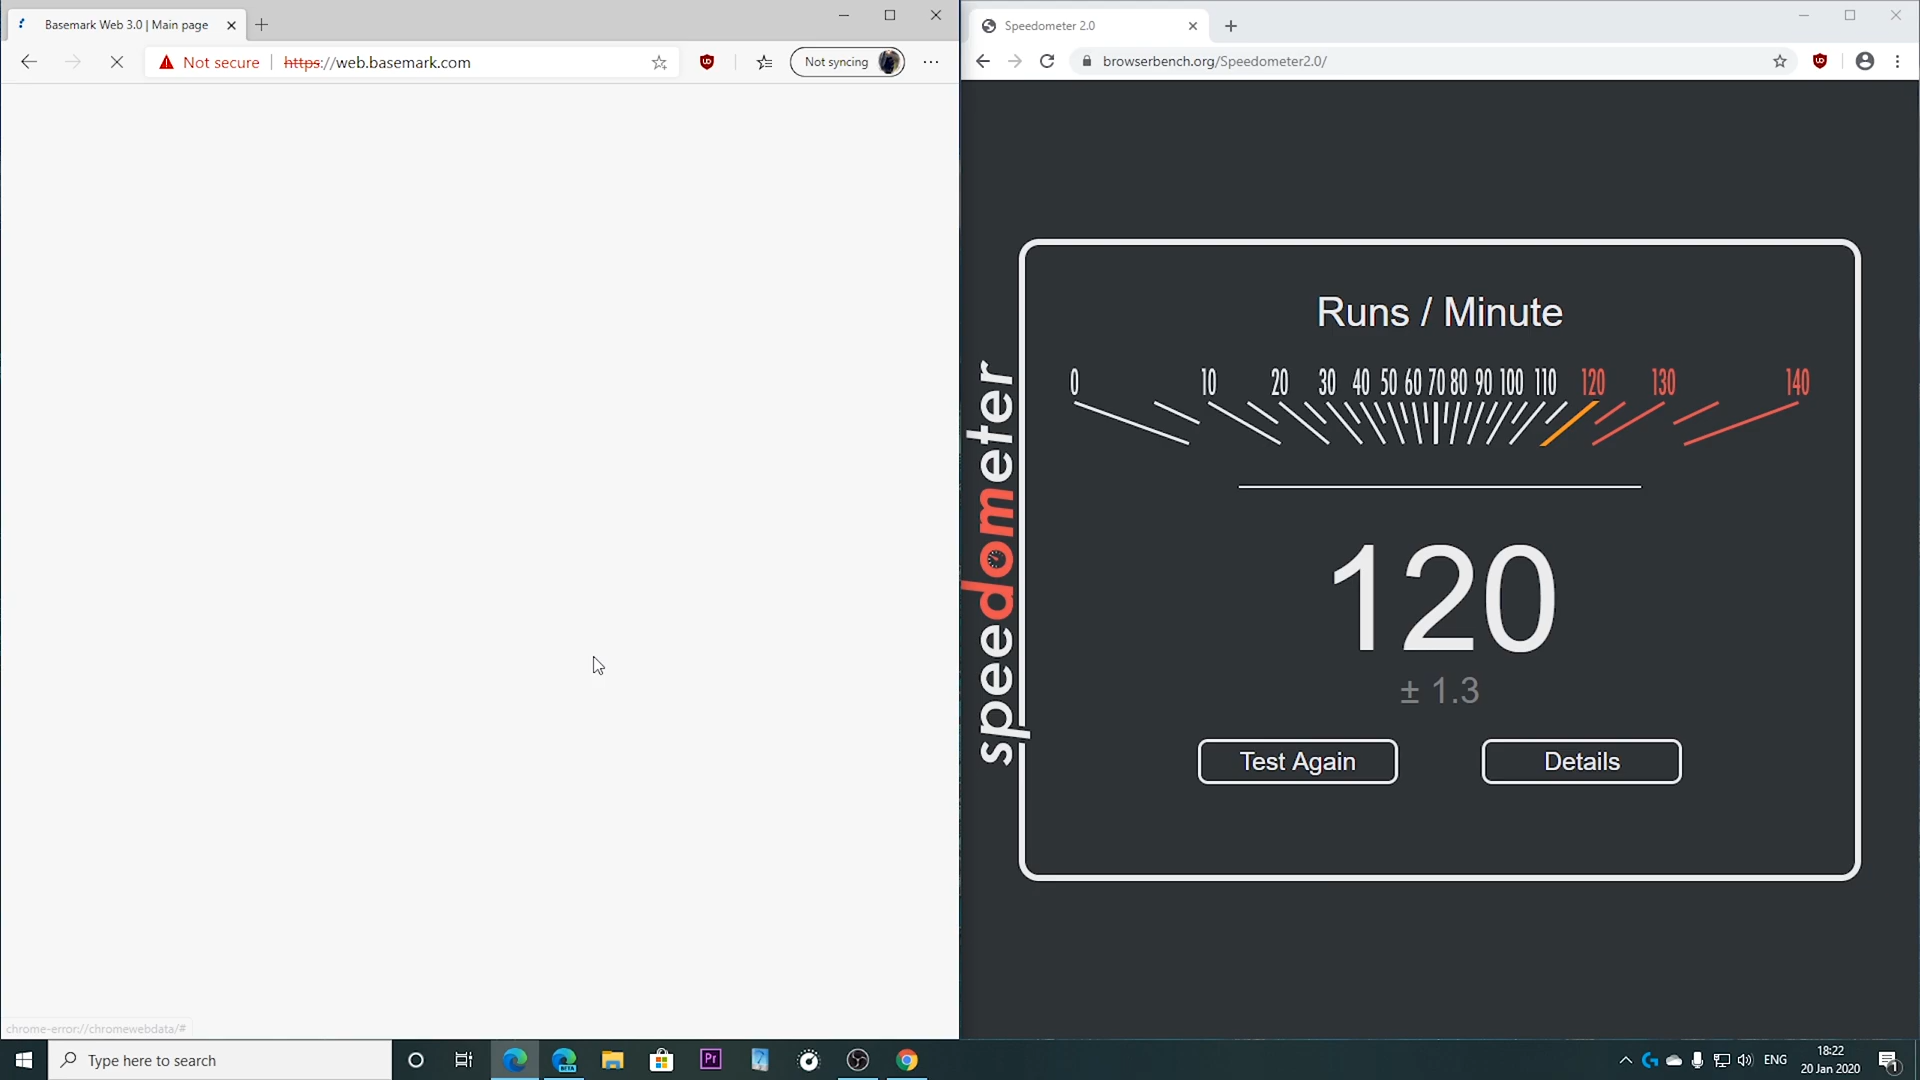 Basemark Web 3.0 | Main page
Not secure
https://web.basemark.com
Not syncing
chrome-error://chromewebdata/#
Speedometer 2.0
browserbench.org/Speedometer2.0/
speedometer
Runs / Minute
0 10 20 30 40 50 60 70 80 90 100 110 120 130 140
120
± 1.3
Test Again
Details
Type here to search
BETA
Pr
ENG
18:22
20 Jan 2020
1